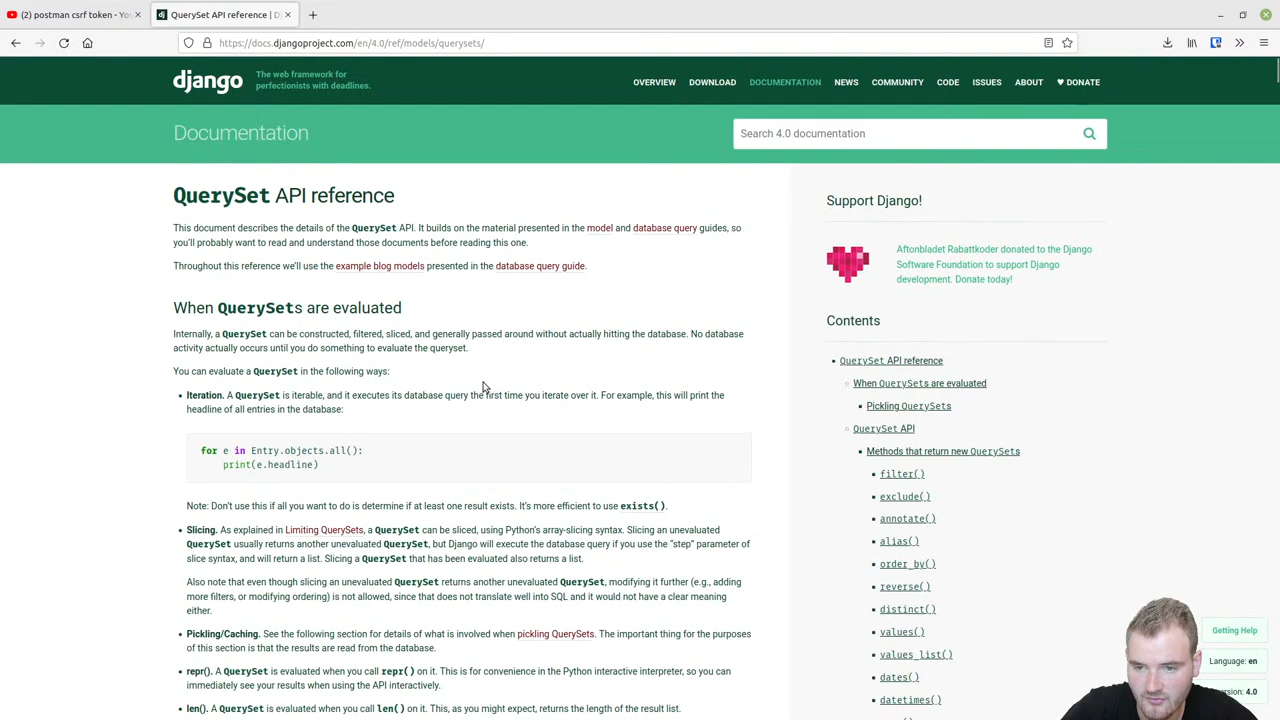 (2) postman csrf token - Yo
QuerySet API reference | D
https://docs.djangoproject.com/en/4.0/ref/models/querysets/
django
The web framework for
perfectionists with deadlines.
OVERVIEW DOWNLOAD DOCUMENTATION NEWS COMMUNITY CODE ISSUES ABOUT ♥ DONATE
Documentation
Search 4.0 documentation
QuerySet API reference
This document describes the details of the QuerySet API. It builds on the material presented in the model and database query guides, so
you'll probably want to read and understand those documents before reading this one.
Throughout this reference we'll use the example blog models presented in the database query guide.
When QuerySets are evaluated
Internally, a QuerySet can be constructed, filtered, sliced, and generally passed around without actually hitting the database. No database
activity actually occurs until you do something to evaluate the queryset.
You can evaluate a QuerySet in the following ways:
• Iteration. A QuerySet is iterable, and it executes its database query the first time you iterate over it. For example, this will print the
headline of all entries in the database:
for e in Entry.objects.all():
print(e.headline)
Note: Don't use this if all you want to do is determine if at least one result exists. It's more efficient to use exists().
• Slicing. As explained in Limiting QuerySets, a QuerySet can be sliced, using Python's array-slicing syntax. Slicing an unevaluated
QuerySet usually returns another unevaluated QuerySet, but Django will execute the database query if you use the "step" parameter of
slice syntax, and will return a list. Slicing a QuerySet that has been evaluated also returns a list.
Also note that even though slicing an unevaluated QuerySet returns another unevaluated QuerySet, modifying it further (e.g., adding
more filters, or modifying ordering) is not allowed, since that does not translate well into SQL and it would not have a clear meaning
either.
• Pickling/Caching. See the following section for details of what is involved when pickling QuerySets. The important thing for the purposes
of this section is that the results are read from the database.
• repr(). A QuerySet is evaluated when you call repr() on it. This is for convenience in the Python interactive interpreter, so you can
immediately see your results when using the API interactively.
• len(). A QuerySet is evaluated when you call len() on it. This, as you might expect, returns the length of the result list.
Support Django!
Aftonbladet Rabattkoder donated to the Django
Software Foundation to support Django
development. Donate today!
Contents
QuerySet API reference
When QuerySets are evaluated
Pickling QuerySets
QuerySet API
Methods that return new QuerySets
filter()
exclude()
annotate()
alias()
order_by()
reverse()
distinct()
values()
values_list()
dates()
datetimes()
Getting Help
Language: en
ersion: 4.0